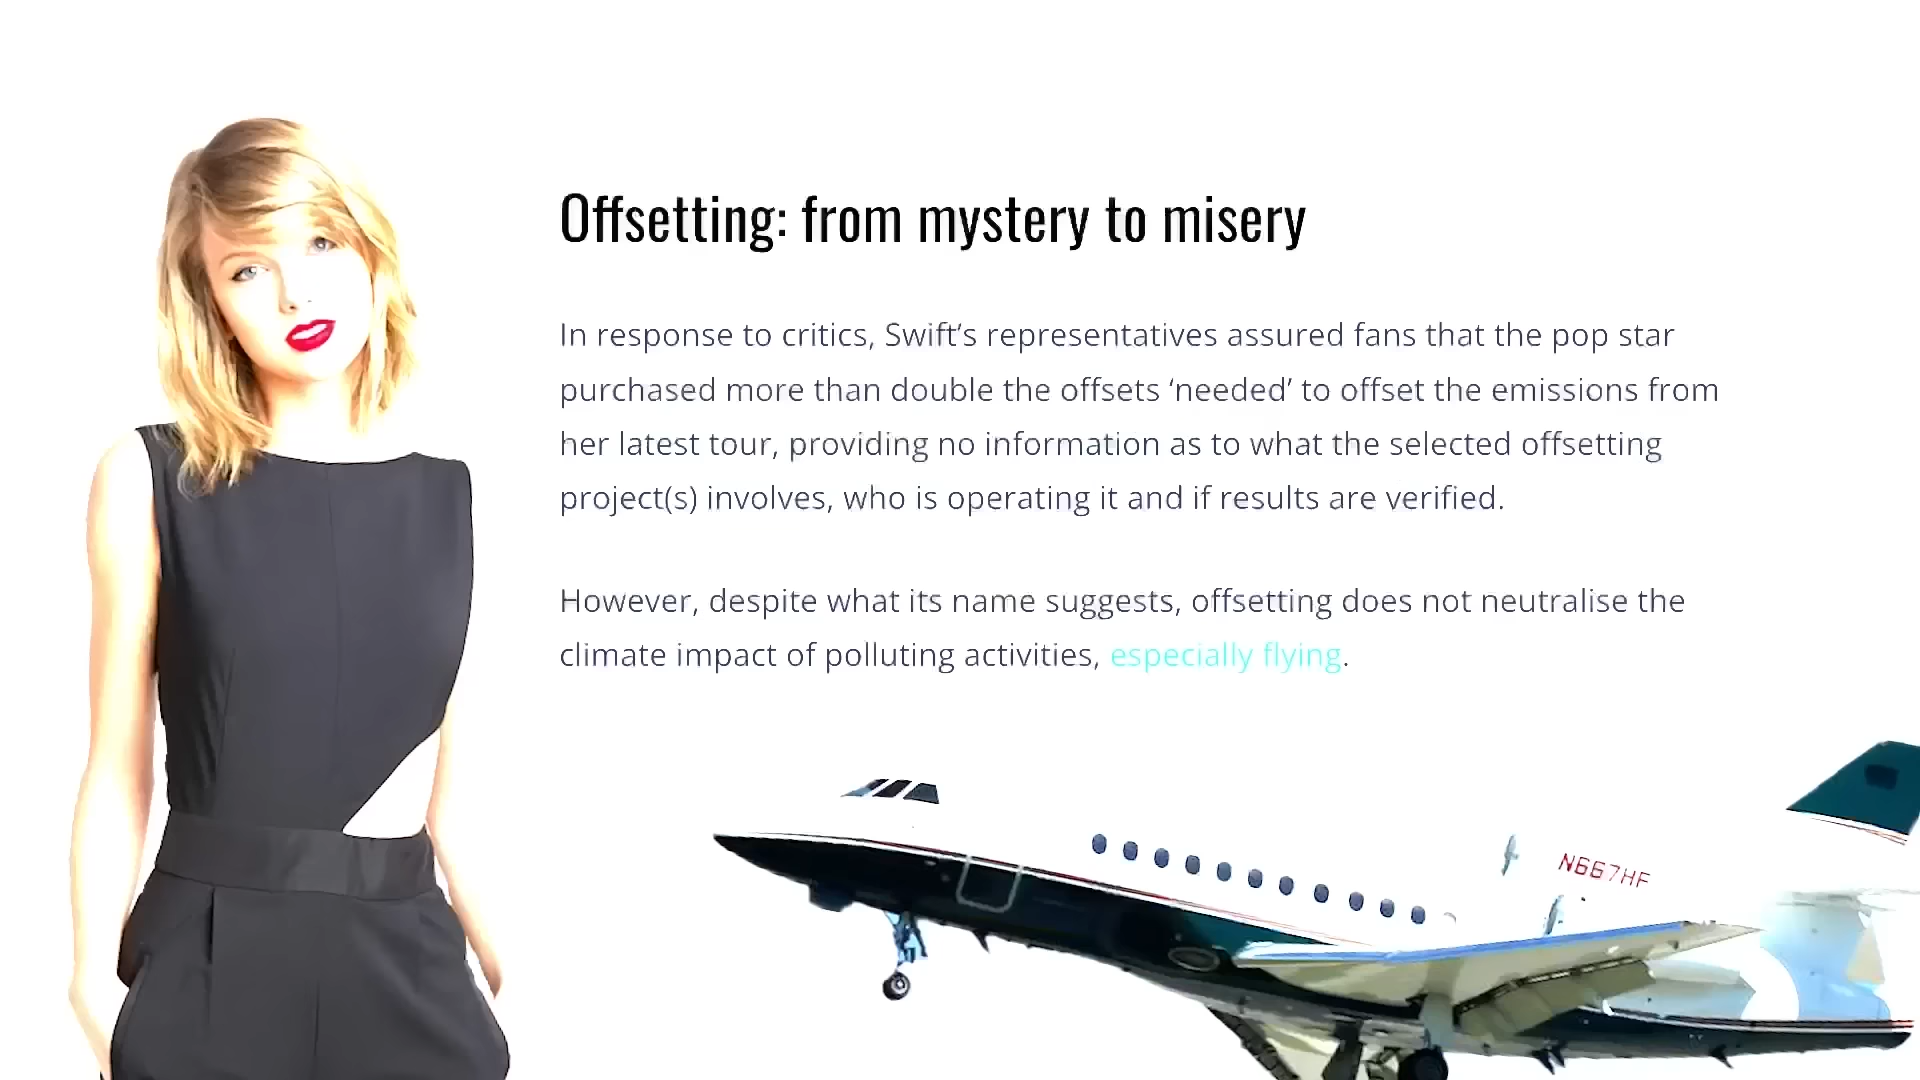 Offsetting: from mystery to misery
In response to critics, Swift’s representatives assured fans that the pop star
purchased more than double the offsets ‘needed’ to offset the emissions from
her latest tour, providing no information as to what the selected offsetting
project(s) involves, who is operating it and if results are verified.
However, despite what its name suggests, offsetting does not neutralise the
climate impact of polluting activities, especially flying.
N667HF